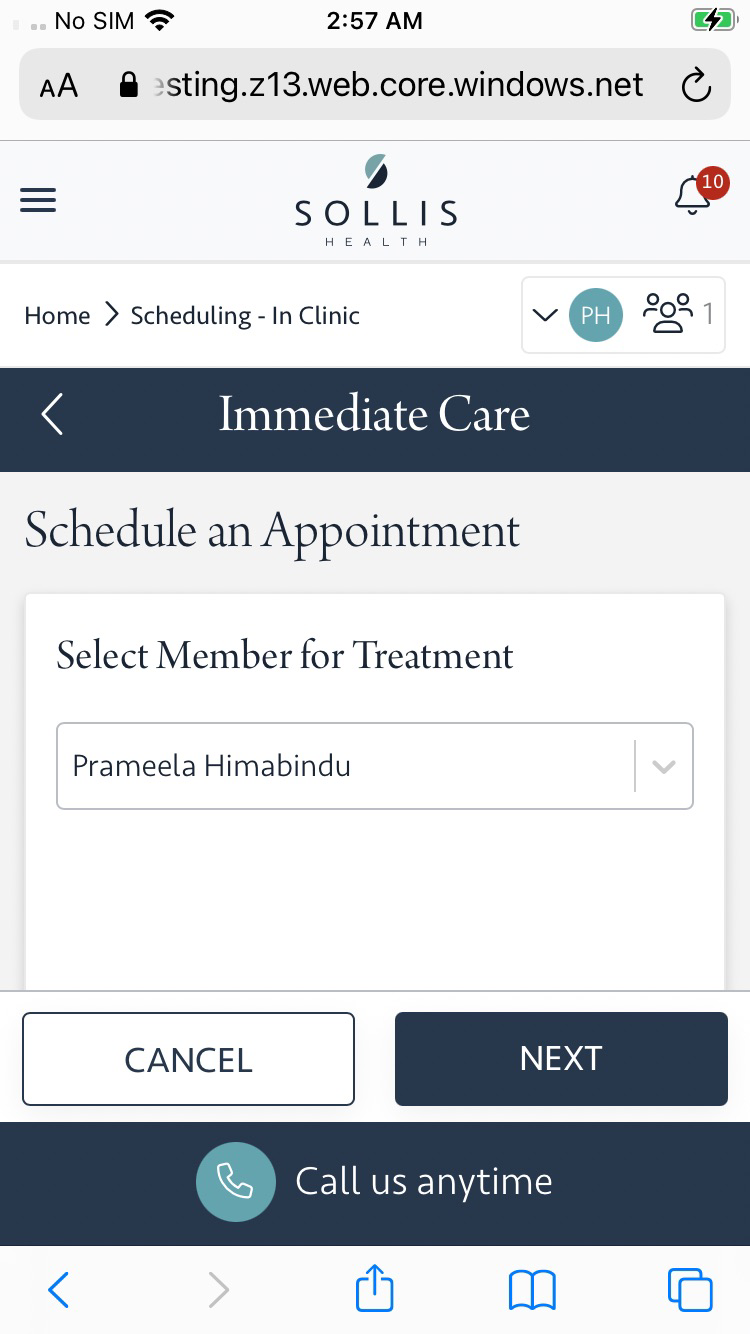 No SIM 2:57 AM
AA esting.z13.web.core.windows.net
10
SOLLIS
HEALTH
Home Scheduling - In Clinic PH 1
Immediate Care
Schedule an Appointment
Select Member for Treatment
Prameela Himabindu
CANCEL NEXT
Call us anytime